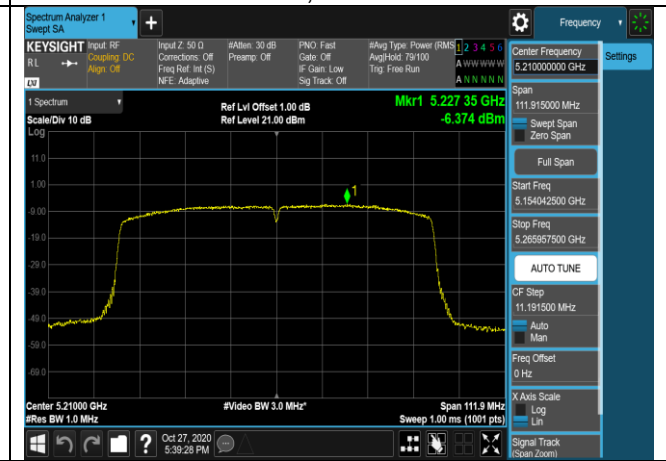 Spectrum Analyzer 1
Swept SA
+
Frequency
KEYSIGHT
RL
LXI
Input: RF
Coupling: DC
Align: Off
Input Z: 50 Ω
Corrections: Off
Freq Ref: Int (S)
NFE: Adaptive
#Atten: 30 dB
Preamp: Off
PNO: Fast
Gate: Off
IF Gain: Low
Sig Track: Off
#Avg Type: Power (RMS
Avg|Hold: 79/100
Trig: Free Run
1 2 3 4 5 6
A W W W W W
A N N N N N
1 Spectrum
Scale/Div 10 dB
Log
Ref Lvl Offset 1.00 dB
Ref Level 21.00 dBm
Mkr1 5.227 35 GHz
-6.374 dBm
11.0
1.00
-9.00
-19.0
-29.0
-39.0
-49.0
-59.0
-69.0
1
Center 5.21000 GHz
#Res BW 1.0 MHz
#Video BW 3.0 MHz*
Span 111.9 MHz
Sweep 1.00 ms (1001 pts)
Center Frequency
5.210000000 GHz
Settings
Span
111.915000 MHz
Swept Span
Zero Span
Full Span
Start Freq
5.154042500 GHz
Stop Freq
5.265957500 GHz
AUTO TUNE
CF Step
11.191500 MHz
Auto
Man
Freq Offset
0 Hz
X Axis Scale
Log
Lin
Signal Track
(Span Zoom)
?
Oct 27, 2020
5:39:28 PM